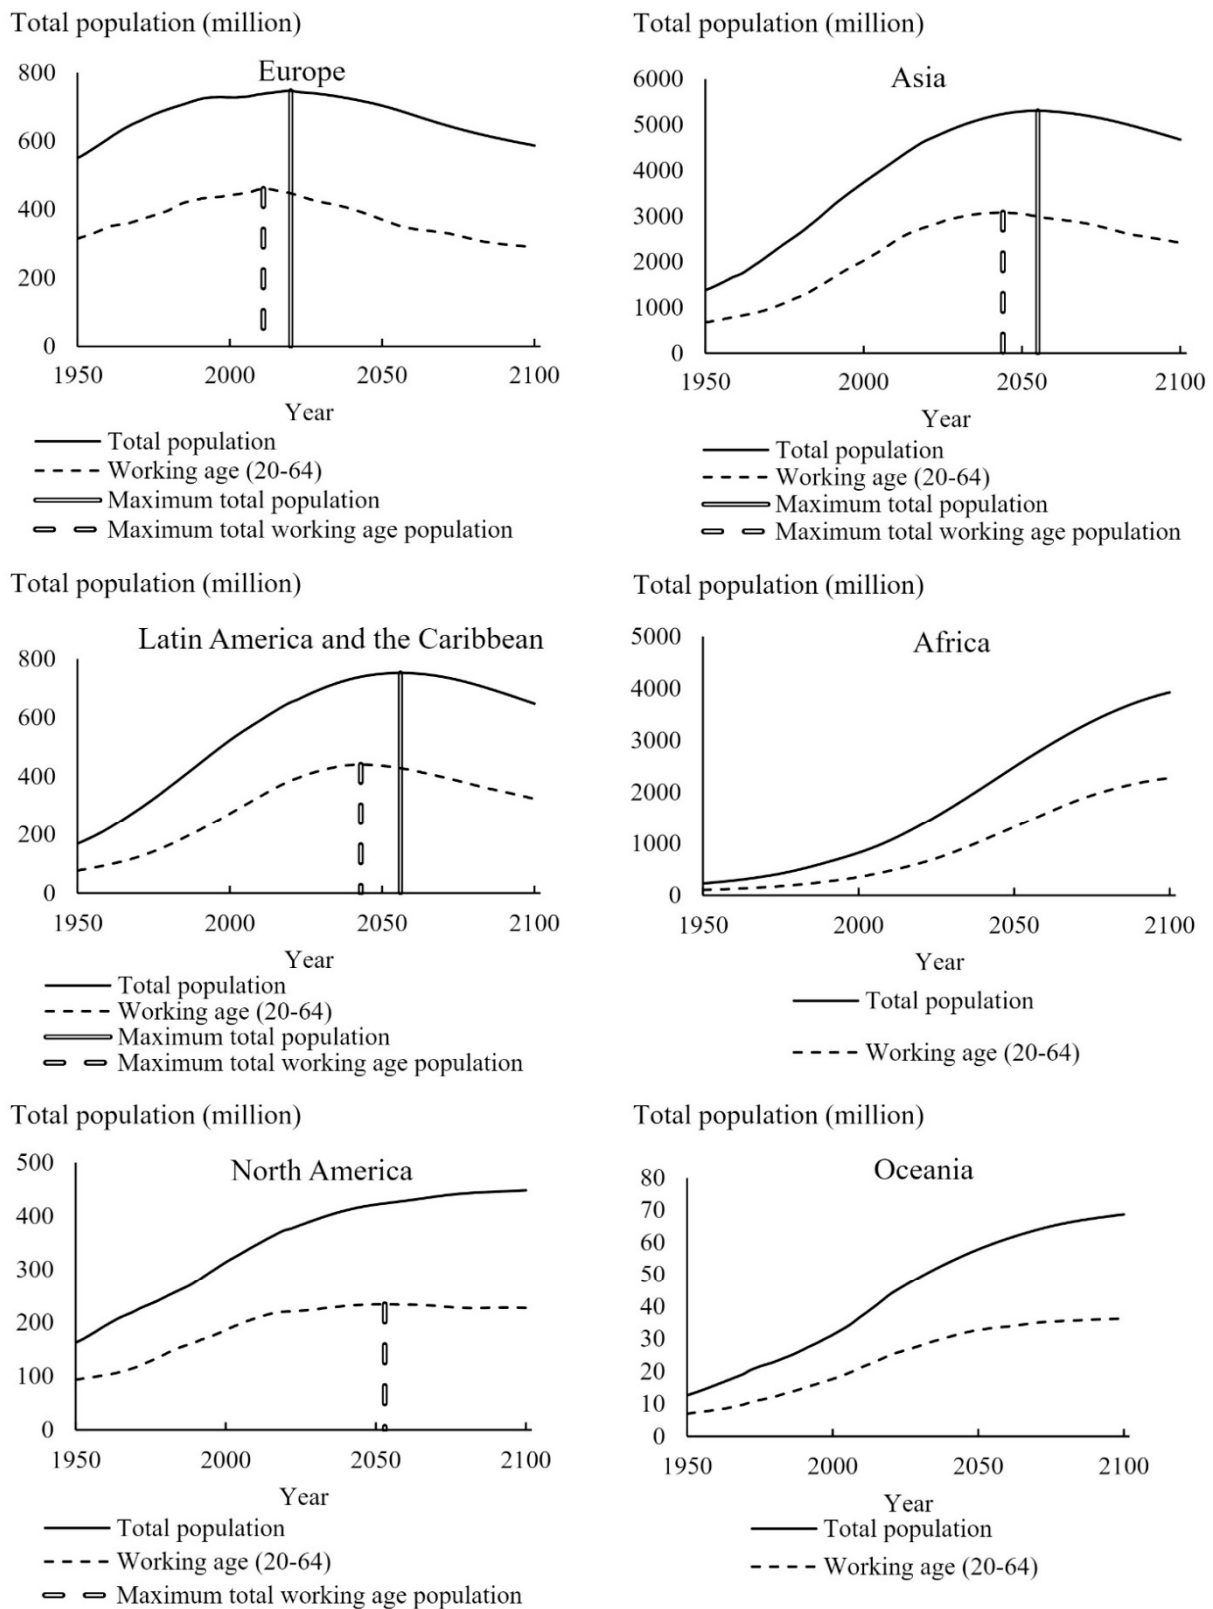 Total population (million)
Europe
800
600
400
200
0
1950 2000 2050 2100
Year
Total population
Working age (20-64)
Maximum total population
Maximum total working age population
Total population (million)
Asia
6000
5000
4000
3000
2000
1000
0
1950 2000 2050 2100
Year
Total population
Working age (20-64)
Maximum total population
Maximum total working age population
Total population (million)
Latin America and the Caribbean
800
600
400
200
0
1950 2000 2050 2100
Year
Total population
Working age (20-64)
Maximum total population
Maximum total working age population
Total population (million)
Africa
5000
4000
3000
2000
1000
0
1950 2000 2050 2100
Year
Total population
Working age (20-64)
Total population (million)
North America
500
400
300
200
100
0
1950 2000 2050 2100
Year
Total population
Working age (20-64)
Maximum total working age population
Total population (million)
Oceania
80
70
60
50
40
30
20
10
0
1950 2000 2050 2100
Year
Total population
Working age (20-64)